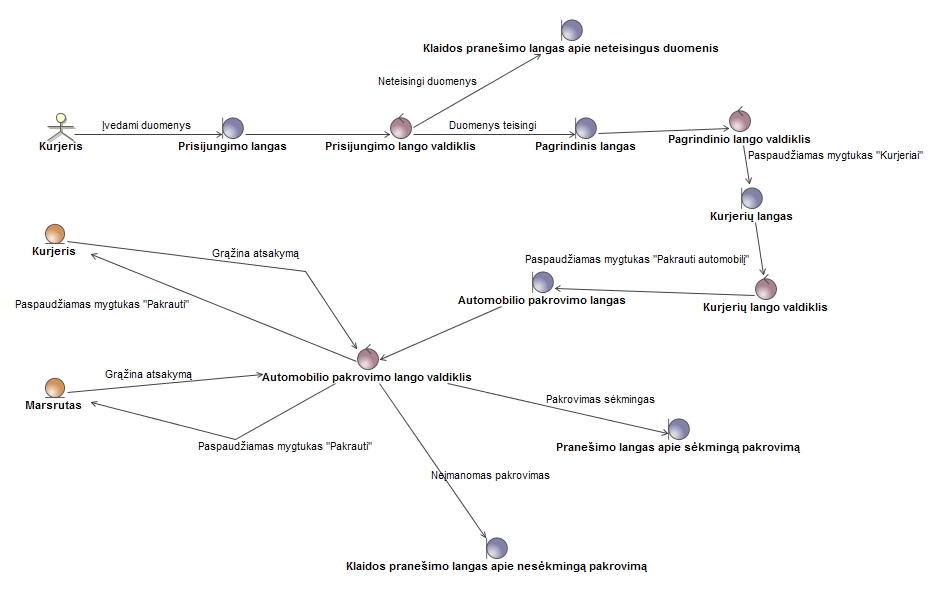 Klaidos pranešimo langas apie neteisingus duomenis
Neteisingi duomenys
Įvedami duomenys
Duomenys teisingi
Kurjeris
Prisijungimo langas
Prisijungimo lango valdiklis
Pagrindinis langas
Pagrindinio lango valdiklis
Paspaudžiamas mygtukas "Kurjeriai"
Kurjerių langas
Kurjeris
Grąžina atsakymą
Paspaudžiamas mygtukas "Pakrauti automobilį"
Paspaudžiamas mygtukas "Pakrauti"
Automobilio pakrovimo langas
Kurjerių lango valdiklis
Grąžina atsakymą
Automobilio pakrovimo lango valdiklis
Marsrutas
Pakrovimas sėkmingas
Paspaudžiamas mygtukas "Pakrauti"
Pranešimo langas apie sėkmingą pakrovimą
Neįmanomas pakrovimas
Klaidos pranešimo langas apie nesėkmingą pakrovimą